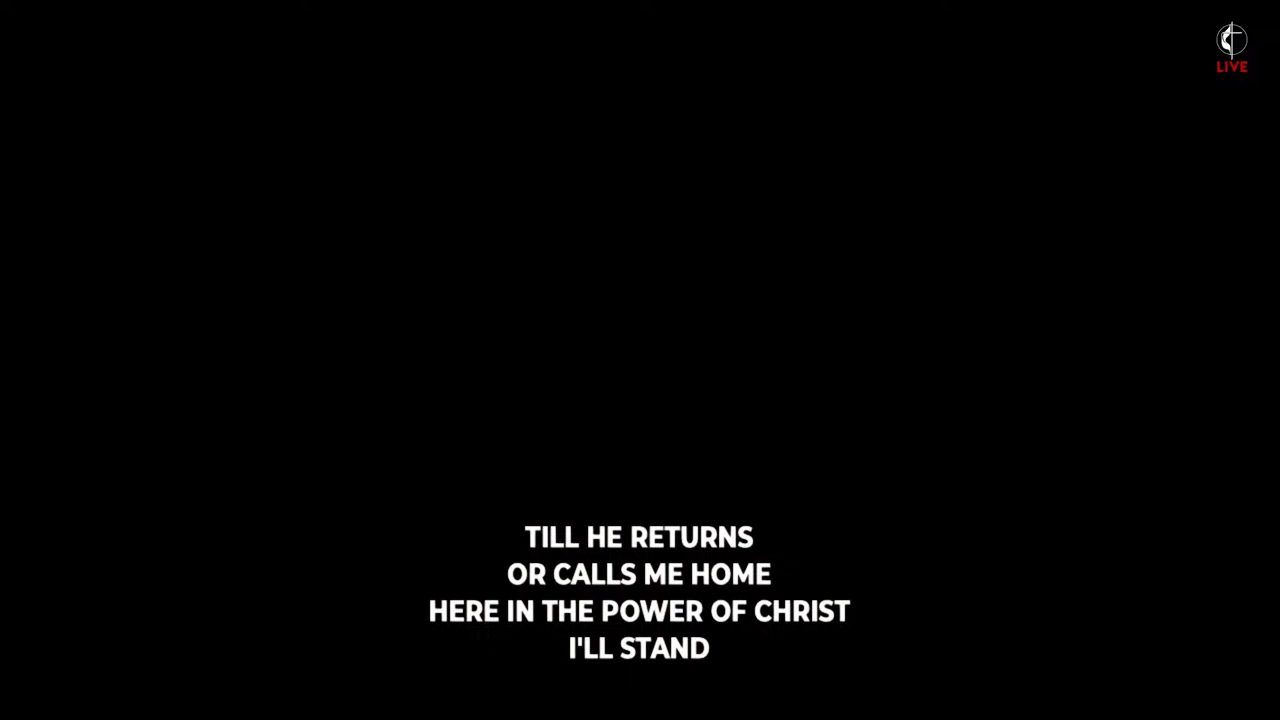 LIVE
TILL HE RETURNS
OR CALLS ME HOME
HERE IN THE POWER OF CHRIST
I'LL STAND